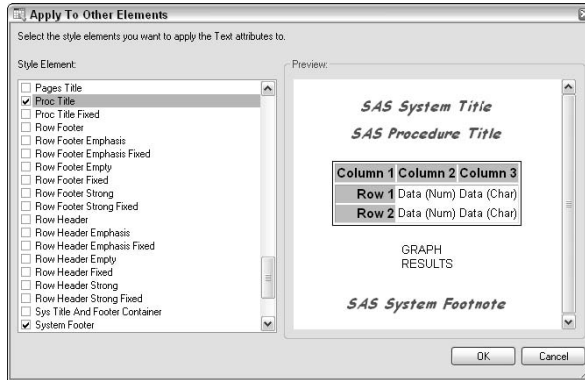 Apply To Other Elements
Select the style elements you want to apply the Text attributes to.
Style Element:
Pages Title
Proc Title
Proc Title Fixed
Row Footer
Row Footer Emphasis
Row Footer Emphasis Fixed
Row Footer Empty
Row Footer Fixed
Row Footer Strong
Row Footer Strong Fixed
Row Header
Row Header Emphasis
Row Header Emphasis Fixed
Row Header Empty
Row Header Fixed
Row Header Strong
Row Header Strong Fixed
Sys Title And Footer Container
System Footer
Preview:
SAS System Title
SAS Procedure Title
Column 1 Column 2 Column 3
Row 1 Data (Num) Data (Char)
Row 2 Data (Num) Data (Char)
GRAPH
RESULTS
SAS System Footnote
OK Cancel